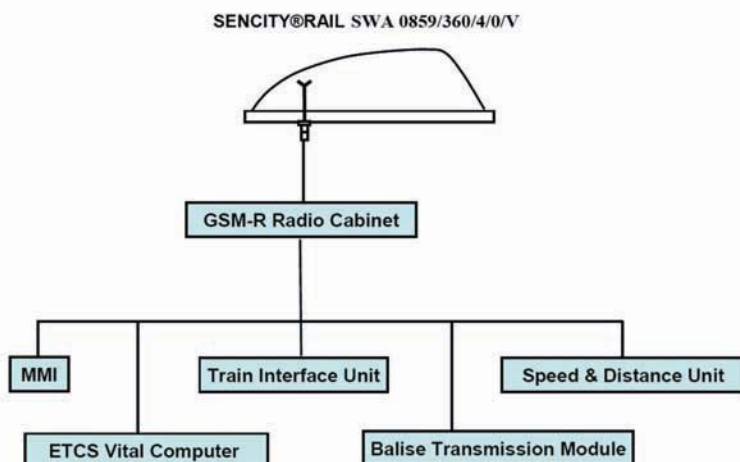 SENCITY®RAIL SWA 0859/360/4/0/V
GSM-R Radio Cabinet
MMI
Train Interface Unit
Speed & Distance Unit
ETCS Vital Computer
Balise Transmission Module